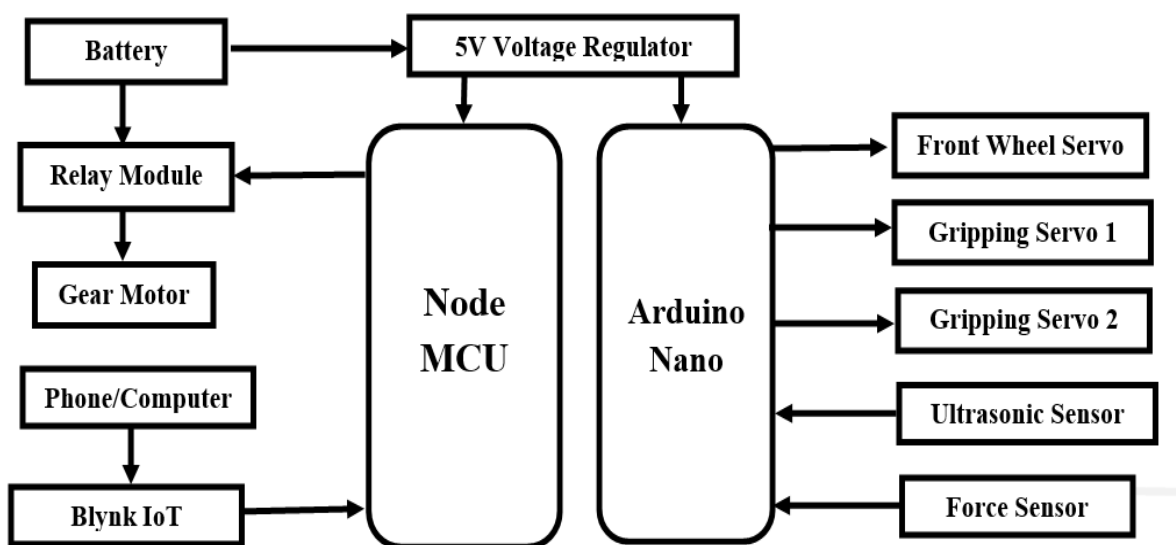 Battery
5V Voltage Regulator
Relay Module
Gear Motor
Phone/Computer
Blynk IoT
Node
MCU
Arduino
Nano
Front Wheel Servo
Gripping Servo 1
Gripping Servo 2
Ultrasonic Sensor
Force Sensor